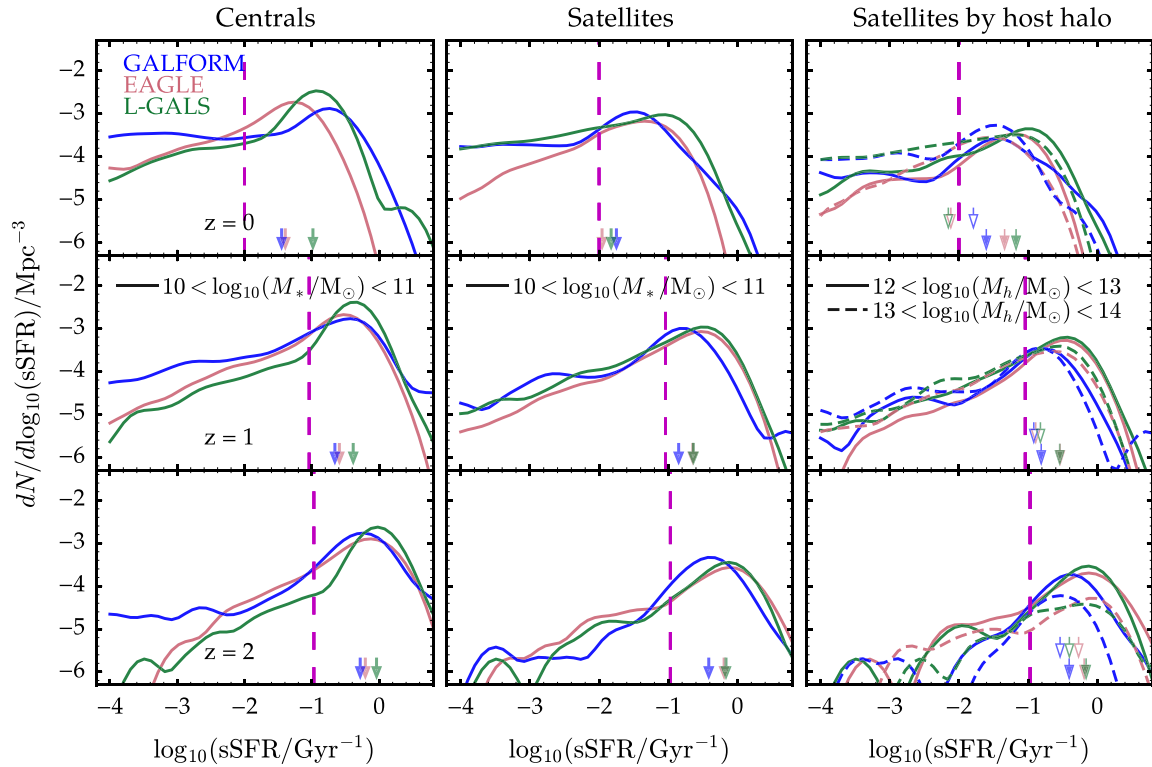 Centrals Satellites Satellites by host halo
GALFORM
EAGLE
L-GALS
z = 0
−2
−3
−4
−5
−6
10 < log₁₀(M∗/M⊙) < 11
10 < log₁₀(M∗/M⊙) < 11
12 < log₁₀(Mₕ/M⊙) < 13
13 < log₁₀(Mₕ/M⊙) < 14
z = 1
−2
−3
−4
−5
−6
z = 2
−2
−3
−4
−5
−6
dN/dlog₁₀(sSFR)/Mpc⁻³
−4 −3 −2 −1 0 −4 −3 −2 −1 0 −4 −3 −2 −1 0
log₁₀(sSFR/Gyr⁻¹) log₁₀(sSFR/Gyr⁻¹) log₁₀(sSFR/Gyr⁻¹)